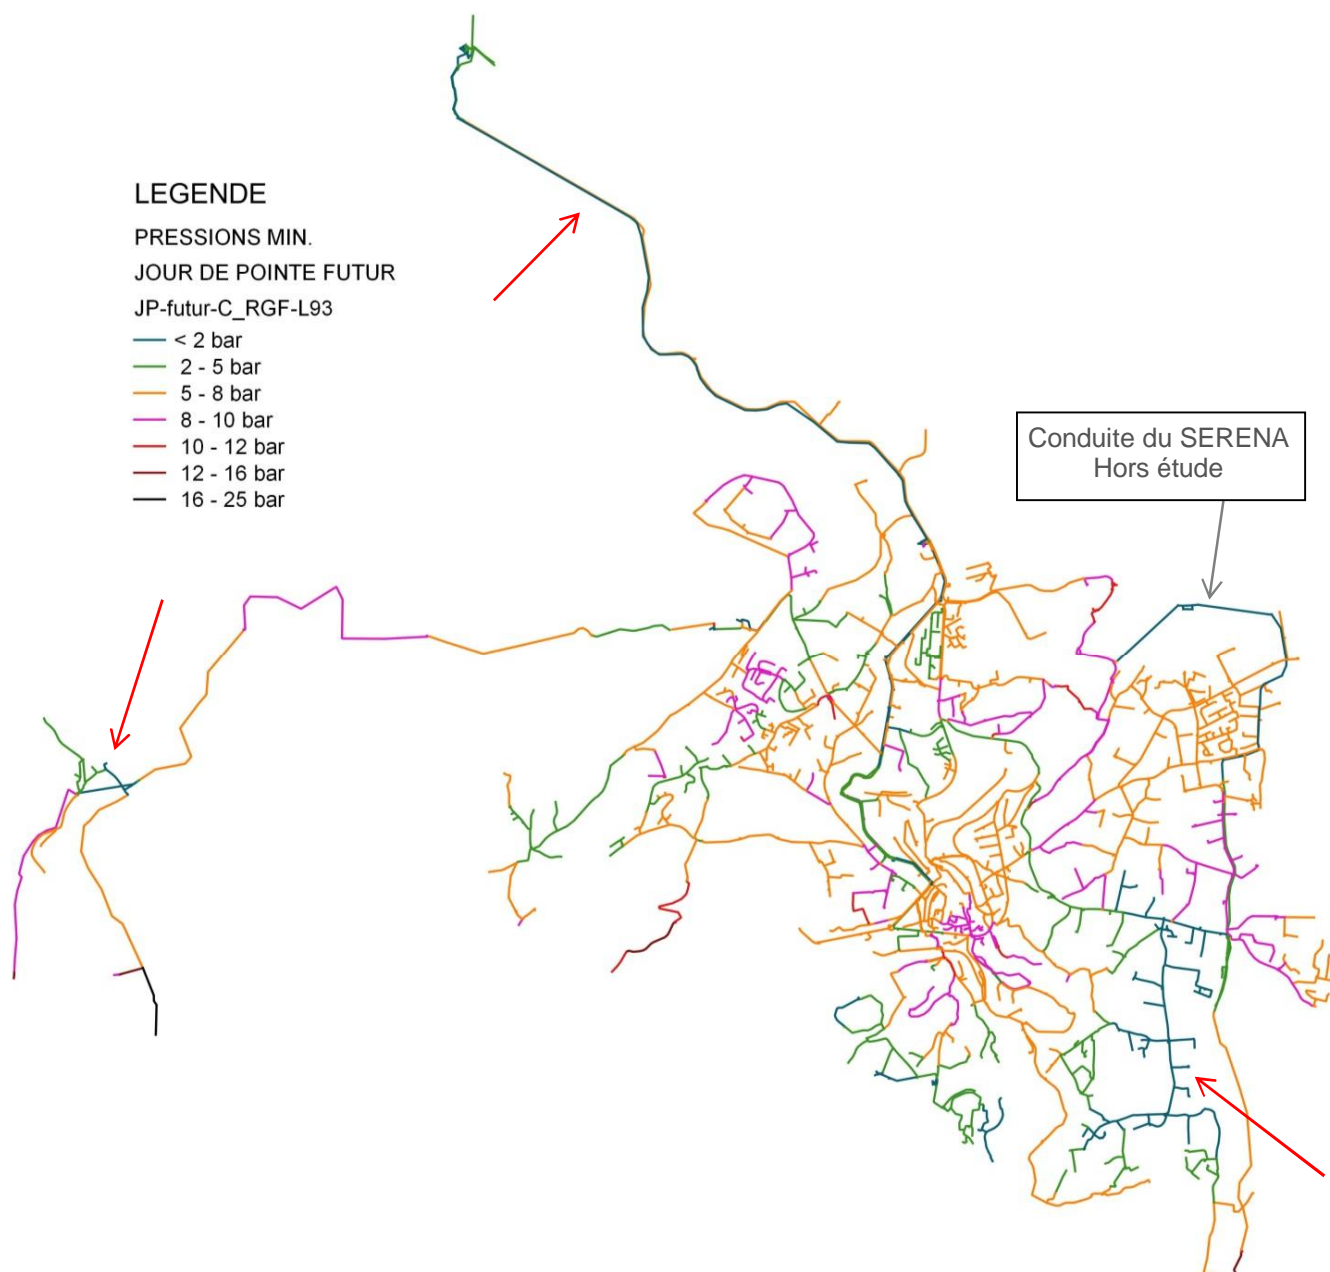 LEGENDE
PRESSIONS MIN.
JOUR DE POINTE FUTUR
JP-futur-C_RGF-L93
< 2 bar
2 - 5 bar
5 - 8 bar
8 - 10 bar
10 - 12 bar
12 - 16 bar
16 - 25 bar
Conduite du SERENA
Hors étude